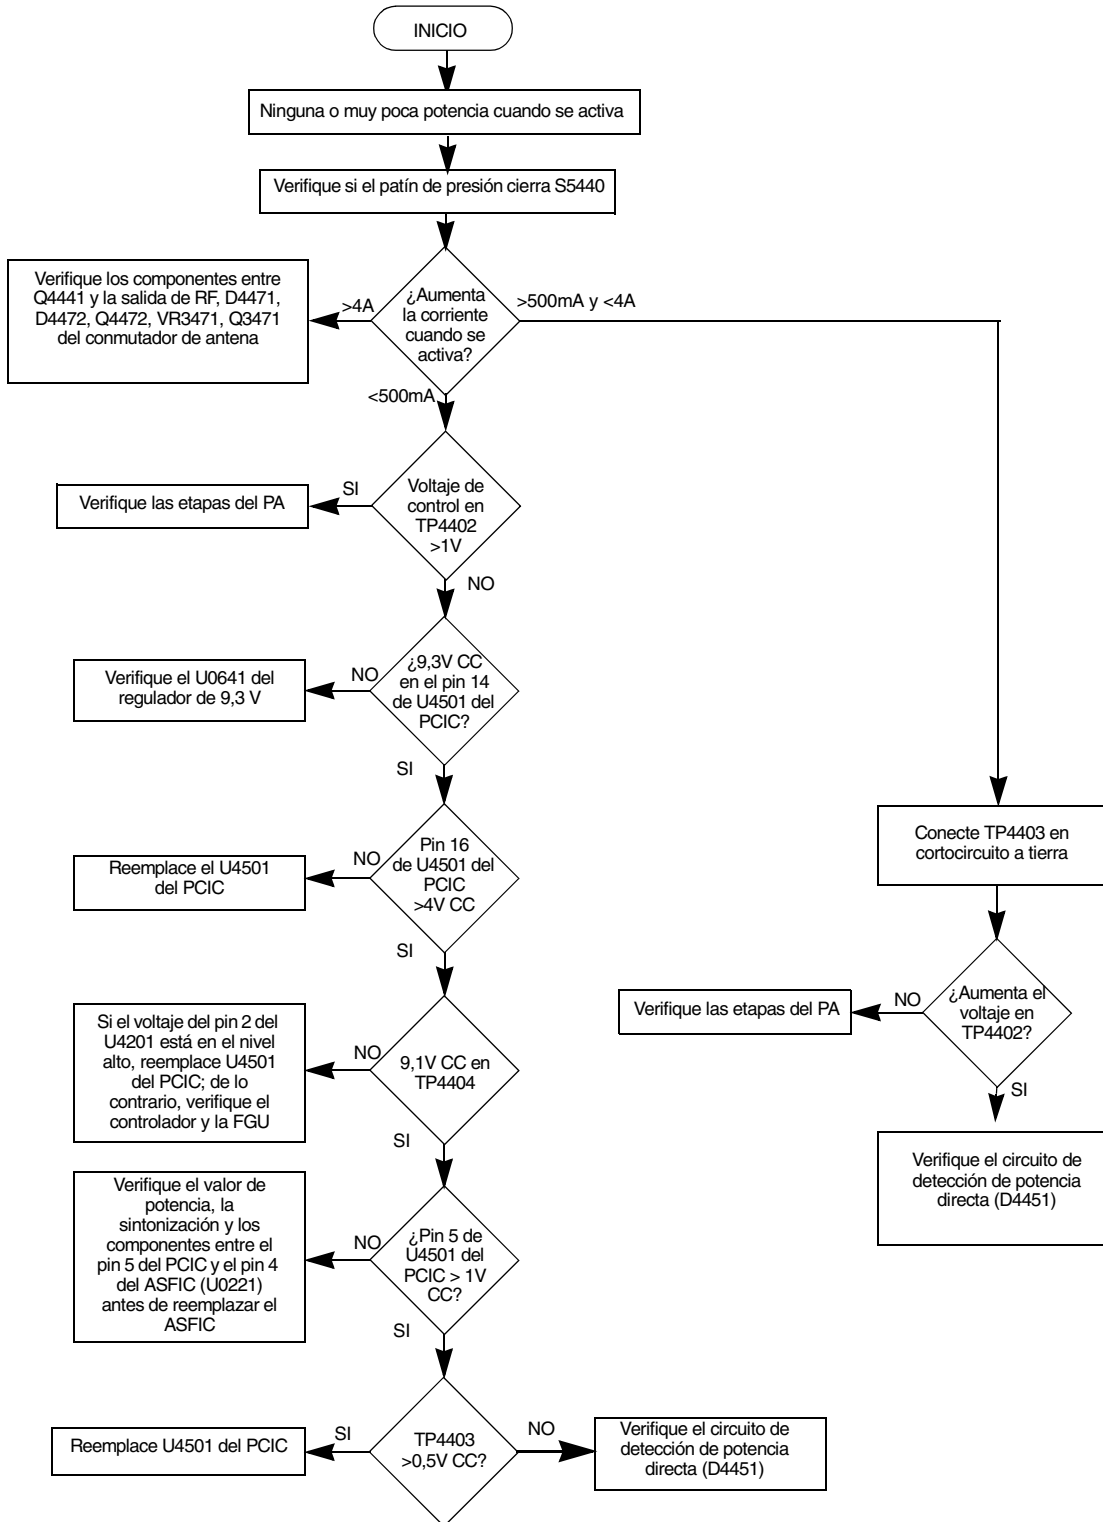 INICIO
Ninguna o muy poca potencia cuando se activa
Verifique si el patín de presión cierra S5440
Verifique los componentes entre
Q4441 y la salida de RF, D4471,
D4472, Q4472, VR3471, Q3471
del conmutador de antena
>4A
¿Aumenta
la corriente
cuando se
activa?
>500mA y <4A
<500mA
Verifique las etapas del PA
SI
Voltaje de
control en
TP4402
>1V
NO
Verifique el U0641 del
regulador de 9,3 V
NO
¿9,3V CC
en el pin 14
de U4501 del
PCIC?
SI
Reemplace el U4501
del PCIC
NO
Pin 16
de U4501 del
PCIC
>4V CC
SI
Conecte TP4403 en
cortocircuito a tierra
Si el voltaje del pin 2 del
U4201 está en el nivel
alto, reemplace U4501
del PCIC; de lo
contrario, verifique el
controlador y la FGU
NO
9,1V CC en
TP4404
SI
Verifique las etapas del PA
NO
¿Aumenta el
voltaje en
TP4402?
SI
Verifique el circuito de
detección de potencia
directa (D4451)
Verifique el valor de
potencia, la
sintonización y los
componentes entre el
pin 5 del PCIC y el pin 4
del ASFIC (U0221)
antes de reemplazar el
ASFIC
NO
¿Pin 5 de
U4501 del
PCIC > 1V
CC?
SI
Reemplace U4501 del PCIC
SI
TP4403
>0,5V CC?
NO
Verifique el circuito de
detección de potencia
directa (D4451)